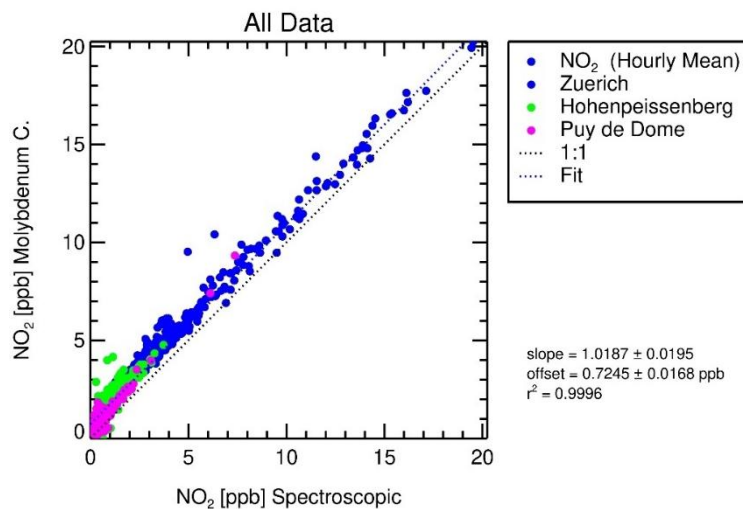 All Data
20
15
10
5
0
0
5
10
15
20
NO₂ [ppb] Molybdenum C.
NO₂ [ppb] Spectroscopic
NO₂ (Hourly Mean)
Zuerich
Hohenpeissenberg
Puy de Dome
1:1
Fit
slope = 1.0187 ± 0.0195
offset = 0.7245 ± 0.0168 ppb
r² = 0.9996